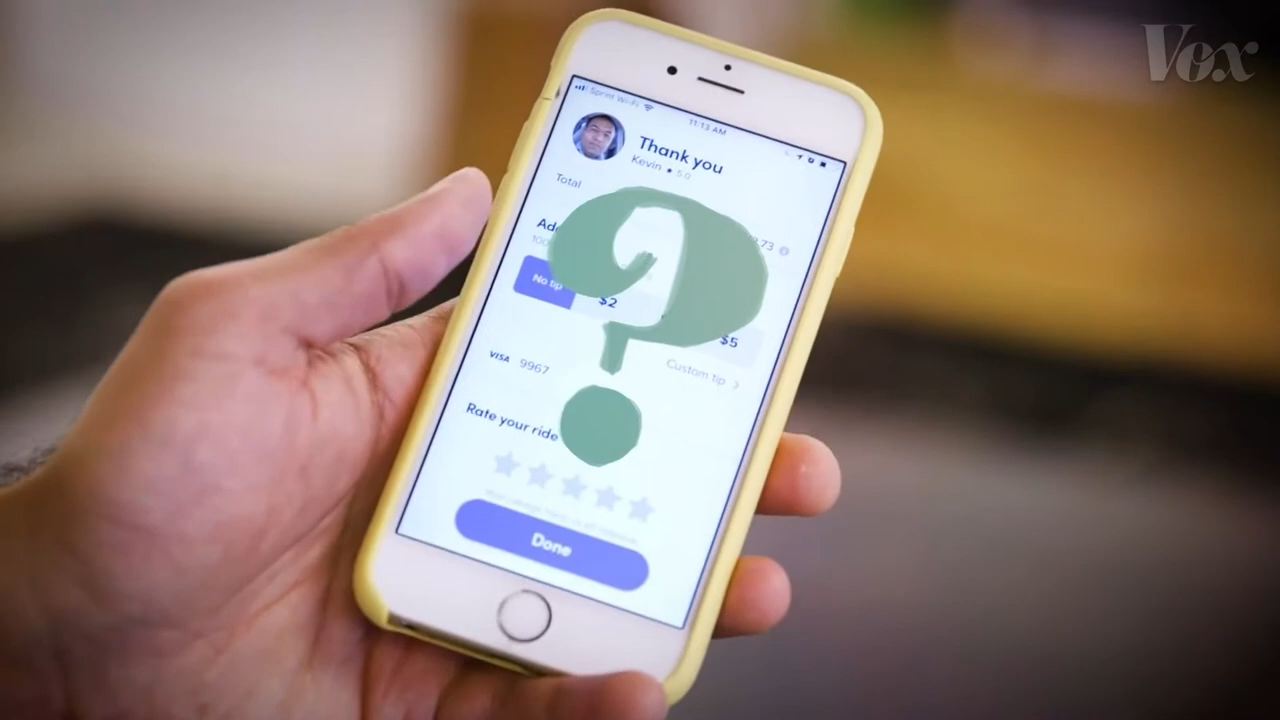 Vox
Sprint Wi-Fi
11:13 AM
Thank you
Kevin ★ 5.0
Total
.73
No tip
$2
$5
VISA 9967
Custom tip >
Rate your ride
Done